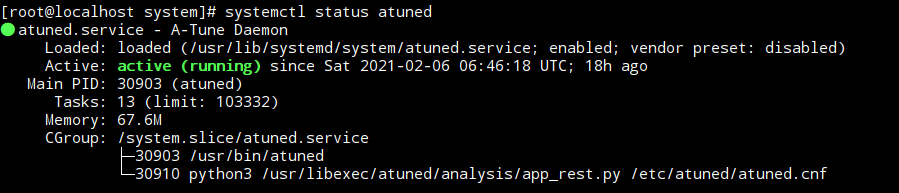 [root@localhost system]# systemctl status atuned
●atuned.service - A-Tune Daemon
Loaded: loaded (/usr/lib/systemd/system/atuned.service; enabled; vendor preset: disabled)
Active: active (running) since Sat 2021-02-06 06:46:18 UTC; 18h ago
Main PID: 30903 (atuned)
Tasks: 13 (limit: 103332)
Memory: 67.6M
CGroup: /system.slice/atuned.service
├─30903 /usr/bin/atuned
└─30910 python3 /usr/libexec/atuned/analysis/app_rest.py /etc/atuned/atuned.cnf